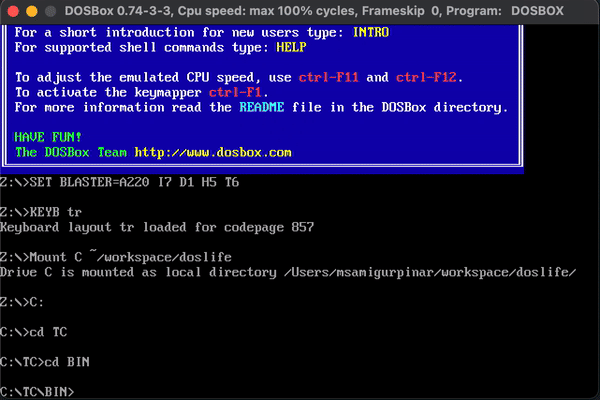 DOSBox 0.74-3-3, Cpu speed: max 100% cycles, Frameskip 0, Program: DOSBOX
For a short introduction for new users type: INTRO
For supported shell commands type: HELP
To adjust the emulated CPU speed, use ctrl-F11 and ctrl-F12.
To activate the keymapper ctrl-F1.
For more information read the README file in the DOSBox directory.
HAVE FUN!
The DOSBox Team http://www.dosbox.com
Z:\>SET BLASTER=A220 I7 D1 H5 T6
Z:\>KEYB tr
Keyboard layout tr loaded for codepage 857
Z:\>Mount C ~/workspace/doslife
Drive C is mounted as local directory /Users/msamigurpinar/workspace/doslife/
Z:\>C:
C:\>cd TC
C:\TC>cd BIN
C:\TC\BIN>